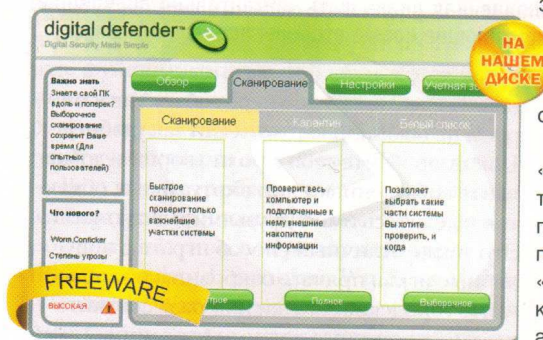 digital defender™
Digital Security Made Simple
НА
НАШЕМ
ДИСКЕ
Обзор
Сканирование
Настройки
Учетная
Важно знать
Знаете свой ПК
вдоль и поперек?
Выборочное
сканирование
сохранит Ваше
время (Для
опытных
пользователей)
Сканирование
Карантин
Белый список
Быстрое
сканирование
проверит только
важнейшие
участки системы
Проверит весь
компьютер и
подключенные к
нему внешние
накопители
информации
Позволяет
выбрать какие
части системы
Вы хотите
проверить, и
когда
Что нового?
Worm.Conficker
Степень угрозы
ВЫСОКАЯ
FREEWARE
Полное
Выборочное